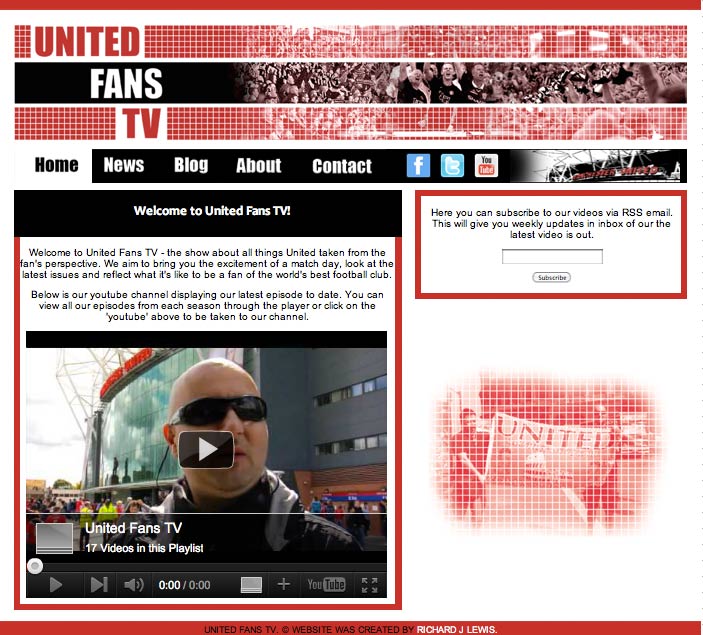 UNITED
FANS
TV
Home News Blog About Contact
f t You Tube
Welcome to United Fans TV!
Welcome to United Fans TV - the show about all things United taken from the
fan's perspective. We aim to bring you the excitement of a match day, look at the
latest issues and reflect what it's like to be a fan of the world's best football club.
Below is our youtube channel displaying our latest episode to date. You can
view all our episodes from each season through the player or click on the
'youtube' above to be taken to our channel.
United Fans TV
17 Videos in this Playlist
0:00 / 0:00 YouTube
Here you can subscribe to our videos via RSS email.
This will give you weekly updates in inbox of our the
latest video is out.
Subscribe
UNITED
UNITED FANS TV. © WEBSITE WAS CREATED BY RICHARD J LEWIS.